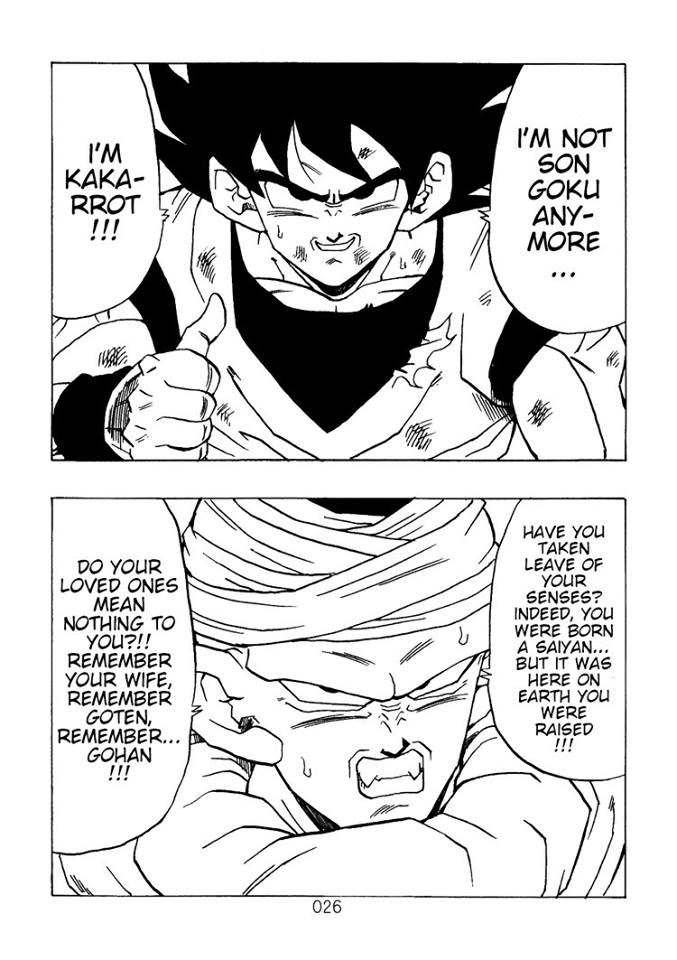 I'M NOT
SON
GOKU
ANY-
MORE
...
I'M
KAKA-
RROT
!!!
HAVE YOU
TAKEN
LEAVE OF
YOUR
SENSES?
INDEED, YOU
WERE BORN
A SAIYAN...
BUT IT WAS
HERE ON
EARTH YOU
WERE
RAISED
!!!
DO YOUR
LOVED ONES
MEAN
NOTHING TO
YOU?!!
REMEMBER
YOUR WIFE,
REMEMBER
GOTEN,
REMEMBER...
GOHAN
!!!
026